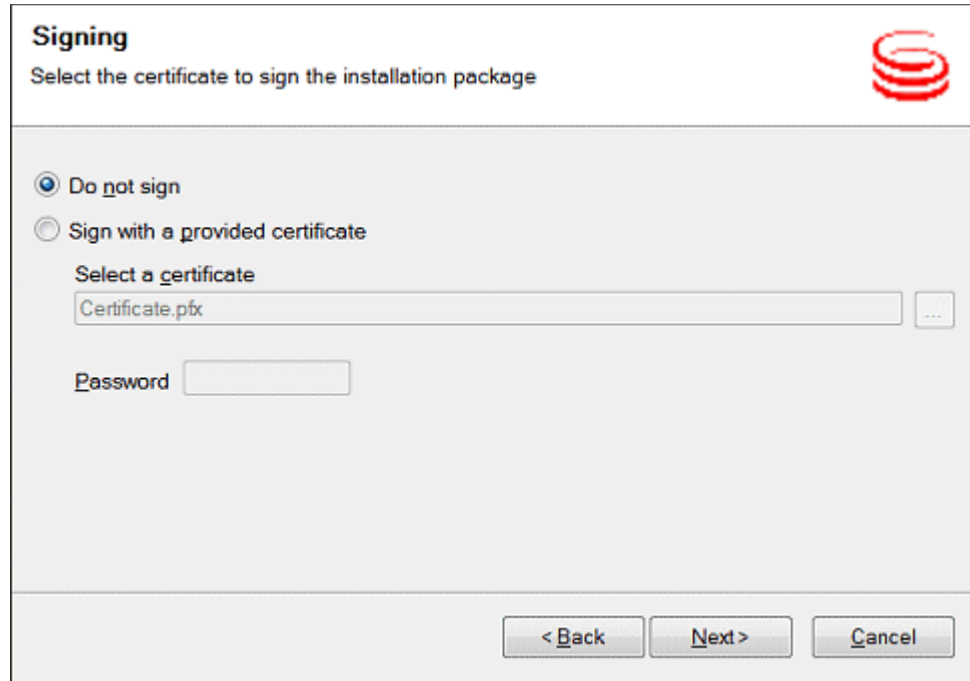 Signing
Select the certificate to sign the installation package
Do not sign
Sign with a provided certificate
Select a certificate
Certificate.pfx
...
Password
< Back
Next >
Cancel